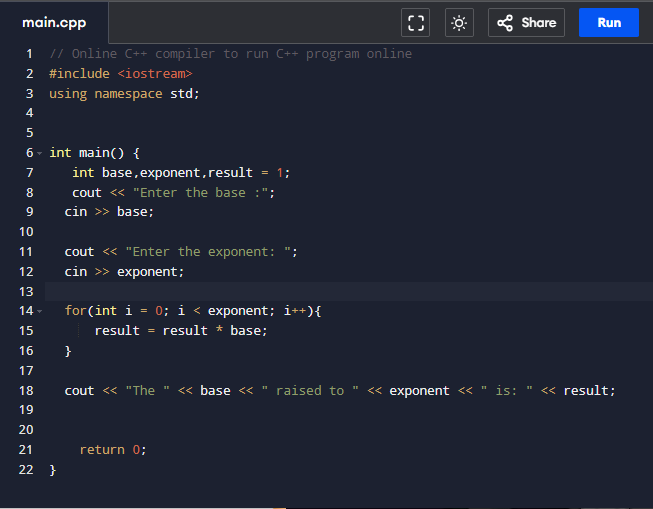 main.cpp
Share
Run
1 // Online C++ compiler to run C++ program online
2 #include <iostream>
3 using namespace std;
4
5
6 int main() {
7 int base,exponent,result = 1;
8 cout << "Enter the base :";
9 cin >> base;
10
11 cout << "Enter the exponent: ";
12 cin >> exponent;
13
14 for(int i = 0; i < exponent; i++){
15 result = result * base;
16 }
17
18 cout << "The " << base << " raised to " << exponent << " is: " << result;
19
20
21 return 0;
22 }